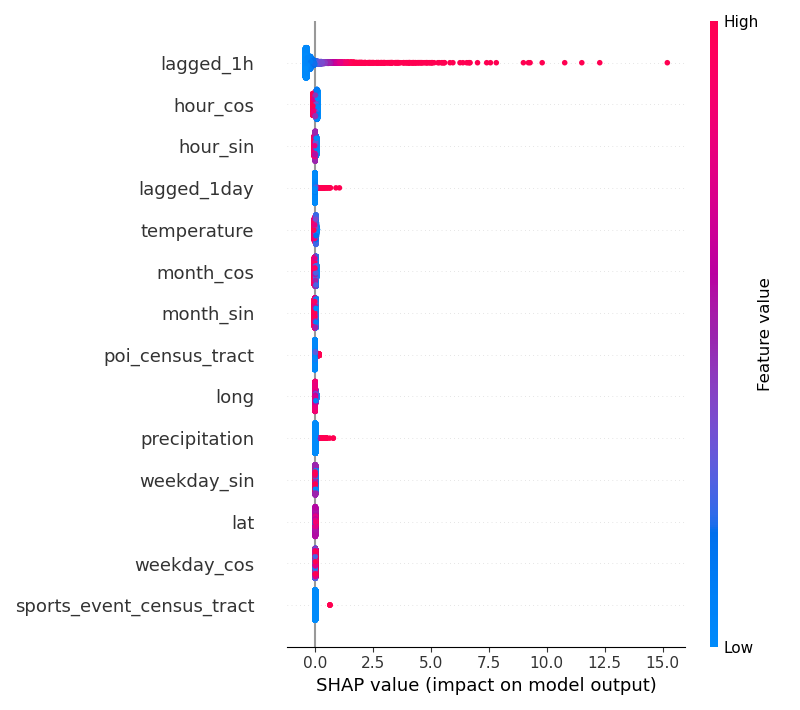 High
lagged_1h
hour_cos
hour_sin
lagged_1day
temperature
month_cos
month_sin
poi_census_tract
long
precipitation
weekday_sin
lat
weekday_cos
sports_event_census_tract
Feature value
Low
0.0 2.5 5.0 7.5 10.0 12.5 15.0
SHAP value (impact on model output)